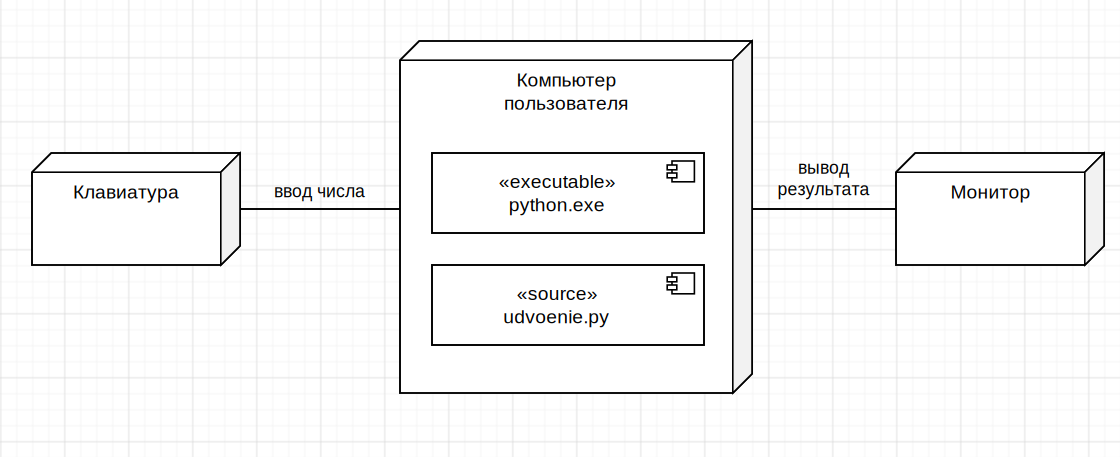 Клавиатура
ввод числа
Компьютер
пользователя
«executable»
python.exe
«source»
udvoenie.py
вывод
результата
Монитор